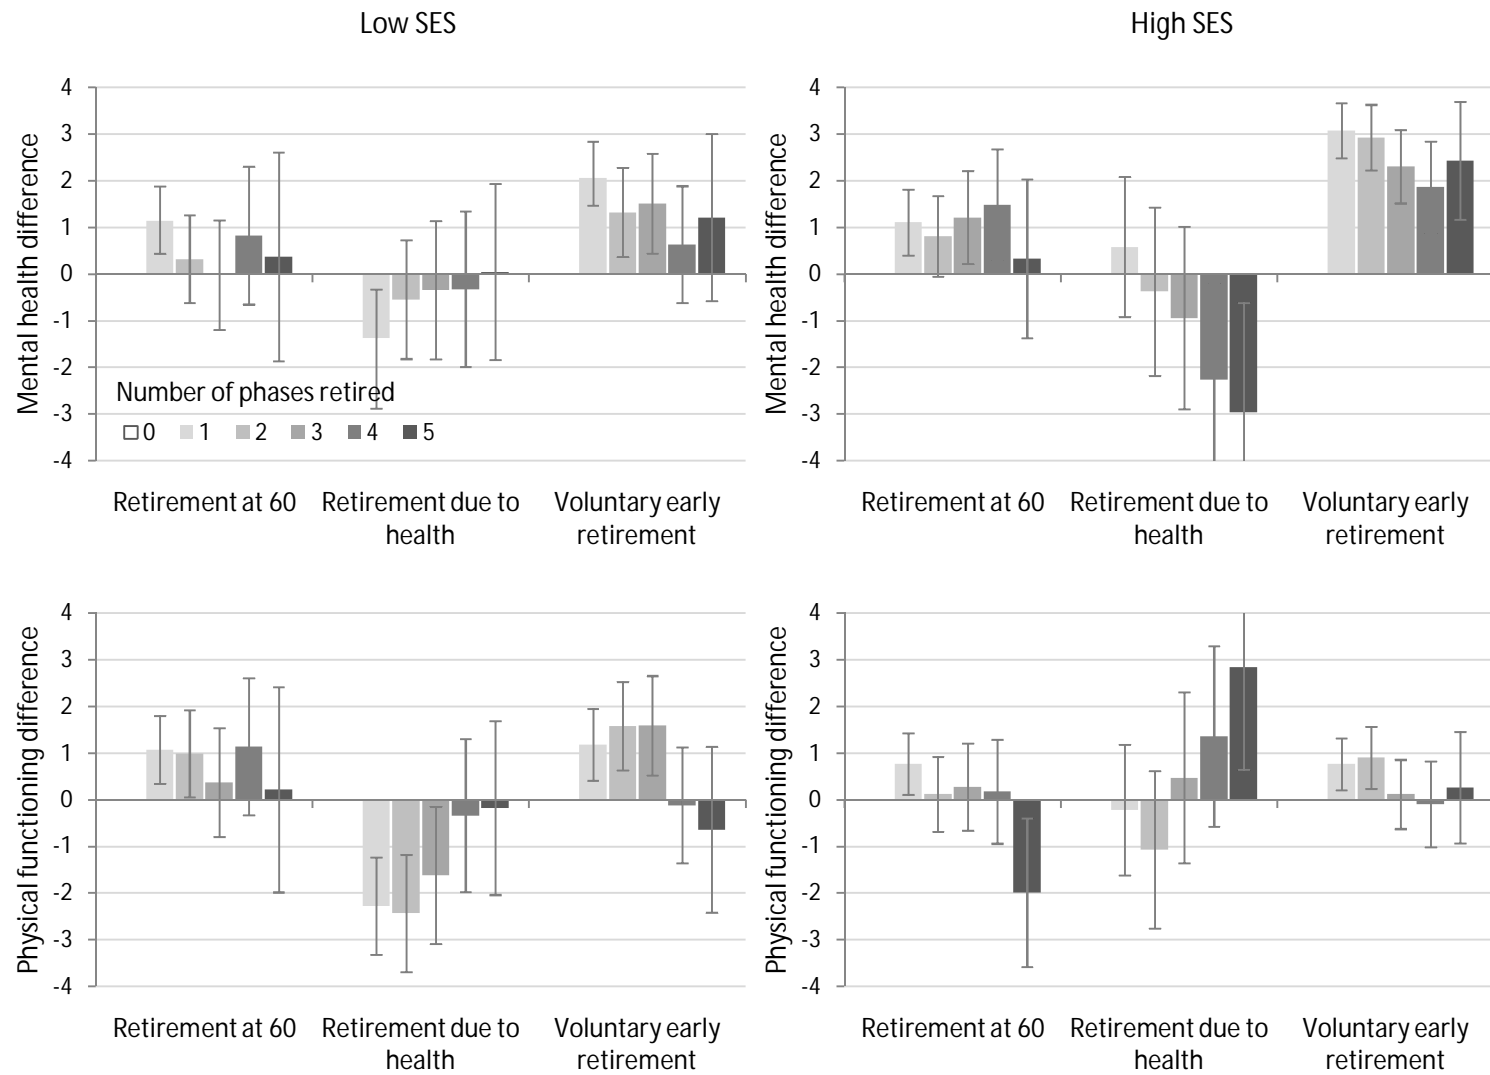 Low SES
High SES
Mental health difference
4
3
2
1
0
-1
-2
-3
-4
Number of phases retired
0 1 2 3 4 5
Retirement at 60
Retirement due to
health
Voluntary early
retirement
Mental health difference
4
3
2
1
0
-1
-2
-3
-4
Retirement at 60
Retirement due to
health
Voluntary early
retirement
Physical functioning difference
4
3
2
1
0
-1
-2
-3
-4
Retirement at 60
Retirement due to
health
Voluntary early
retirement
Physical functioning difference
4
3
2
1
0
-1
-2
-3
-4
Retirement at 60
Retirement due to
health
Voluntary early
retirement